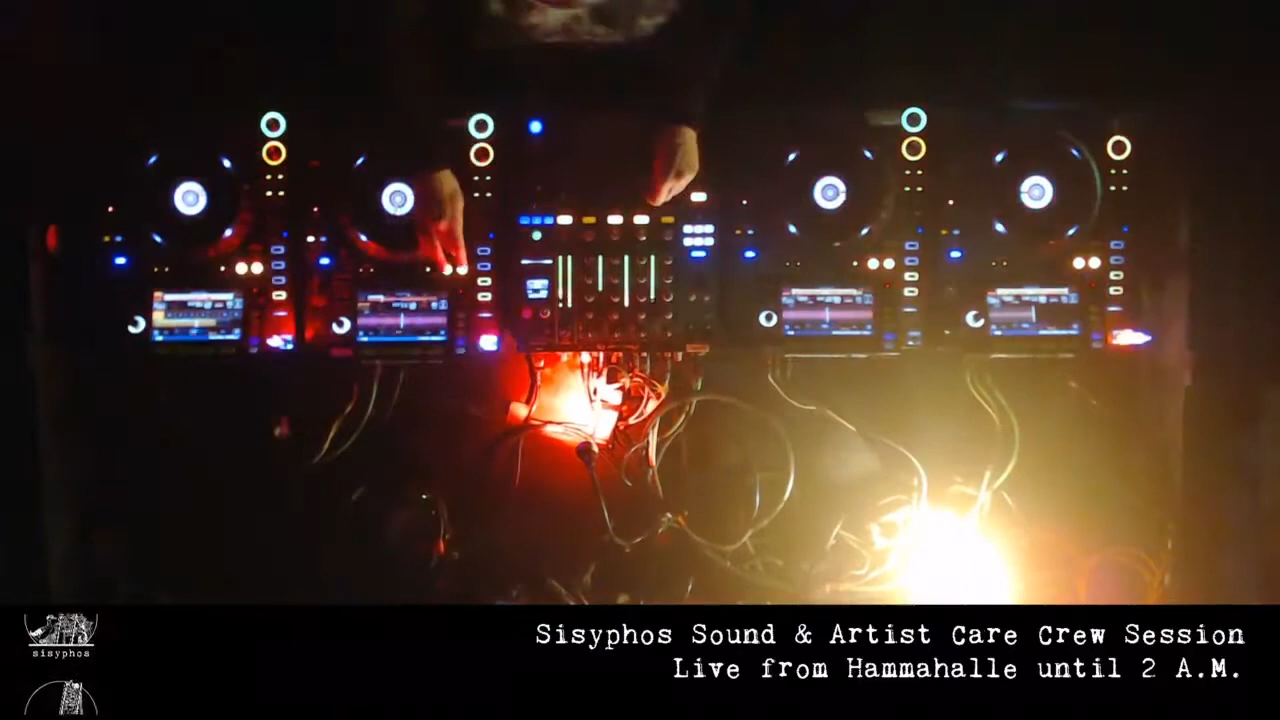 sisyphos
Sisyphos Sound & Artist Care Crew Session
Live from Hammahalle until 2 A.M.